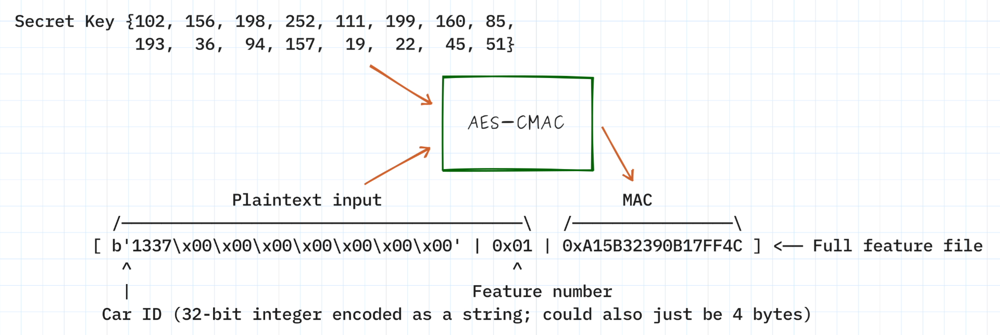 Secret Key {102, 156, 198, 252, 111, 199, 160, 85,
193, 36, 94, 157, 19, 22, 45, 51}
AES-CMAC
Plaintext input MAC
/————————————————————\ /————————————————\
[ b'1337\x00\x00\x00\x00\x00\x00\x00' | 0x01 | 0xA15B32390B17FF4C ] <—— Full feature file
^ ^
| Feature number
Car ID (32-bit integer encoded as a string; could also just be 4 bytes)